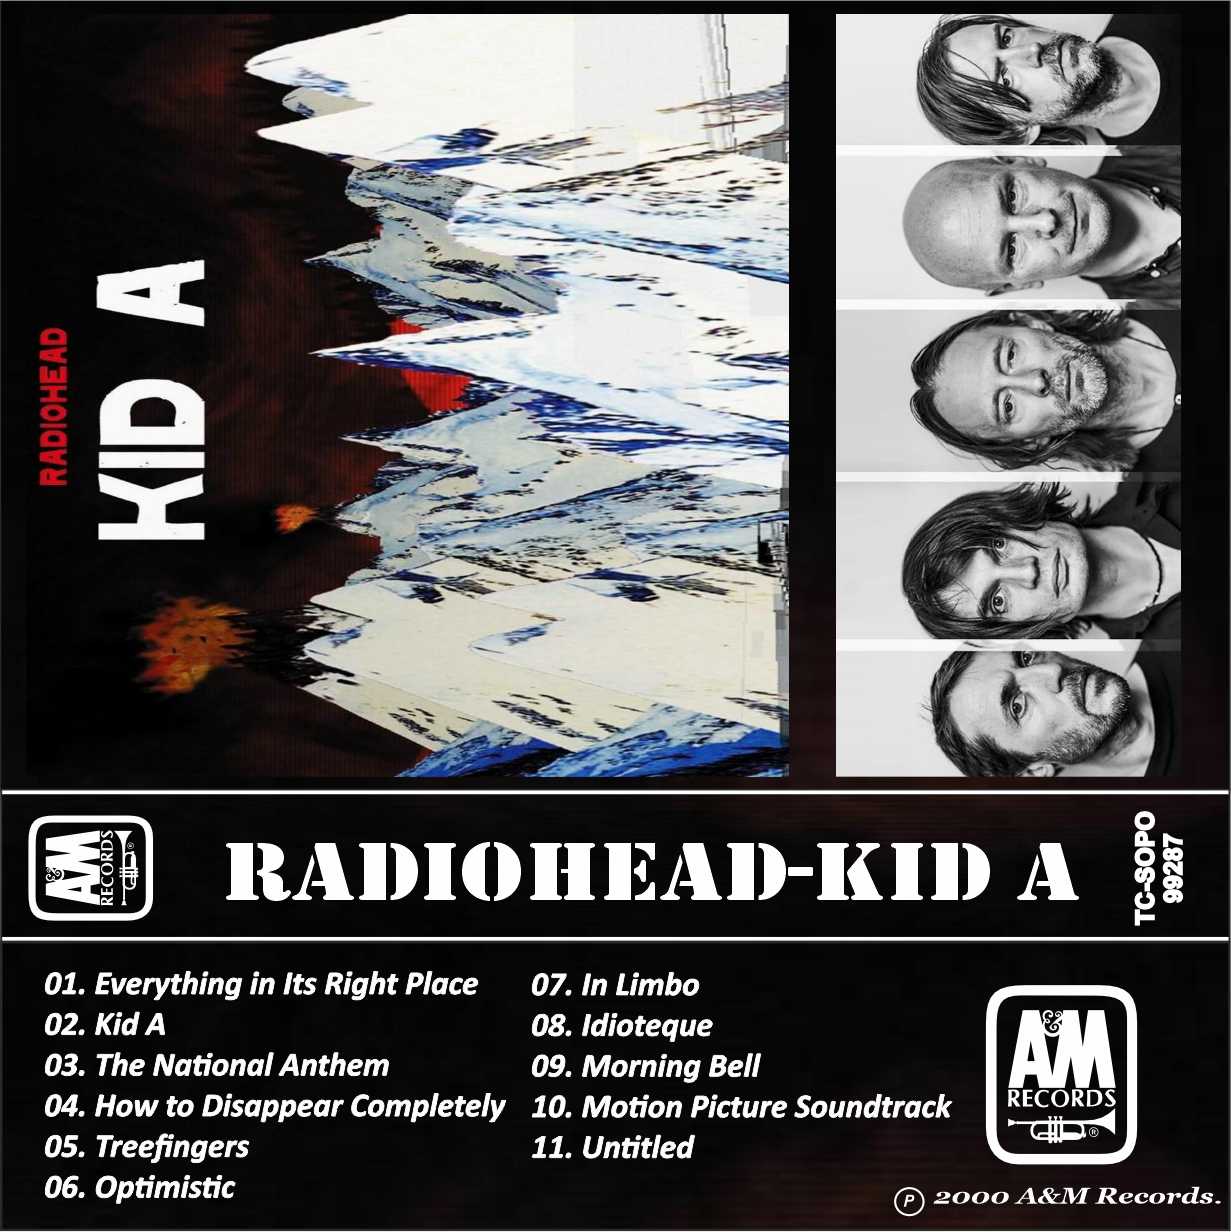 RADIOHEAD
KID A
A&M
RECORDS
®
RADIOHEAD-KID A
TC-SOPO
99287
01. Everything in Its Right Place
02. Kid A
03. The National Anthem
04. How to Disappear Completely
05. Treefingers
06. Optimistic
07. In Limbo
08. Idioteque
09. Morning Bell
10. Motion Picture Soundtrack
11. Untitled
A&M
RECORDS
®
℗ 2000 A&M Records.